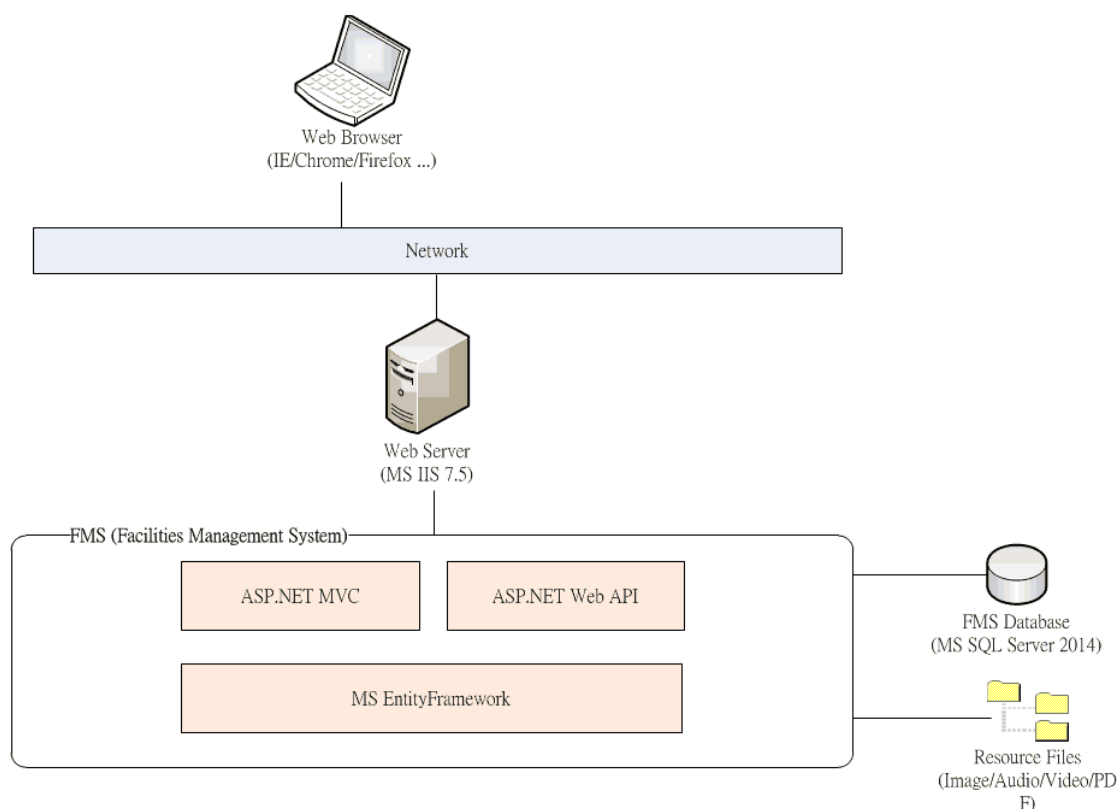 Web Browser
(IE/Chrome/Firefox ...)
Network
Web Server
(MS IIS 7.5)
FMS (Facilities Management System)
ASP.NET MVC
ASP.NET Web API
MS EntityFramework
FMS Database
(MS SQL Server 2014)
Resource Files
(Image/Audio/Video/PD
F)